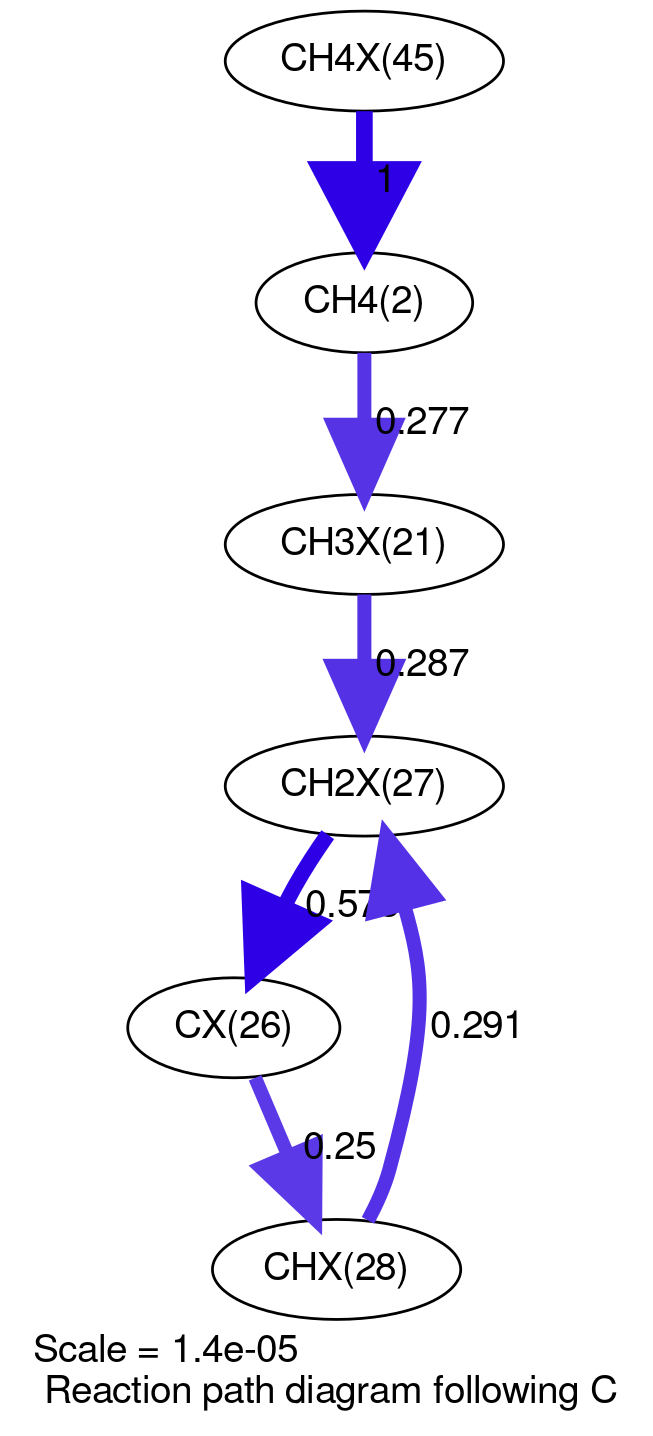 CH4X(45)
1
CH4(2)
0.277
CH3X(21)
0.287
CH2X(27)
CX(26)
0.291
0.25
CHX(28)
Scale = 1.4e-05
Reaction path diagram following C